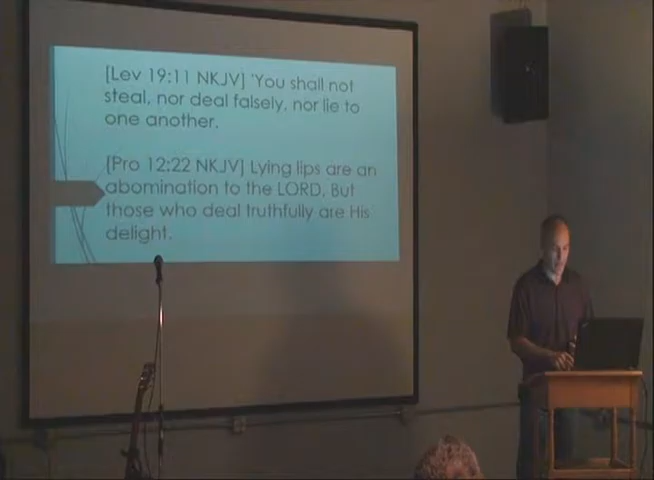 [Lev 19:11 NKJV] 'You shall not
steal, nor deal falsely, nor lie to
one another.
[Pro 12:22 NKJV] Lying lips are an
abomination to the LORD, But
those who deal truthfully are His
delight.